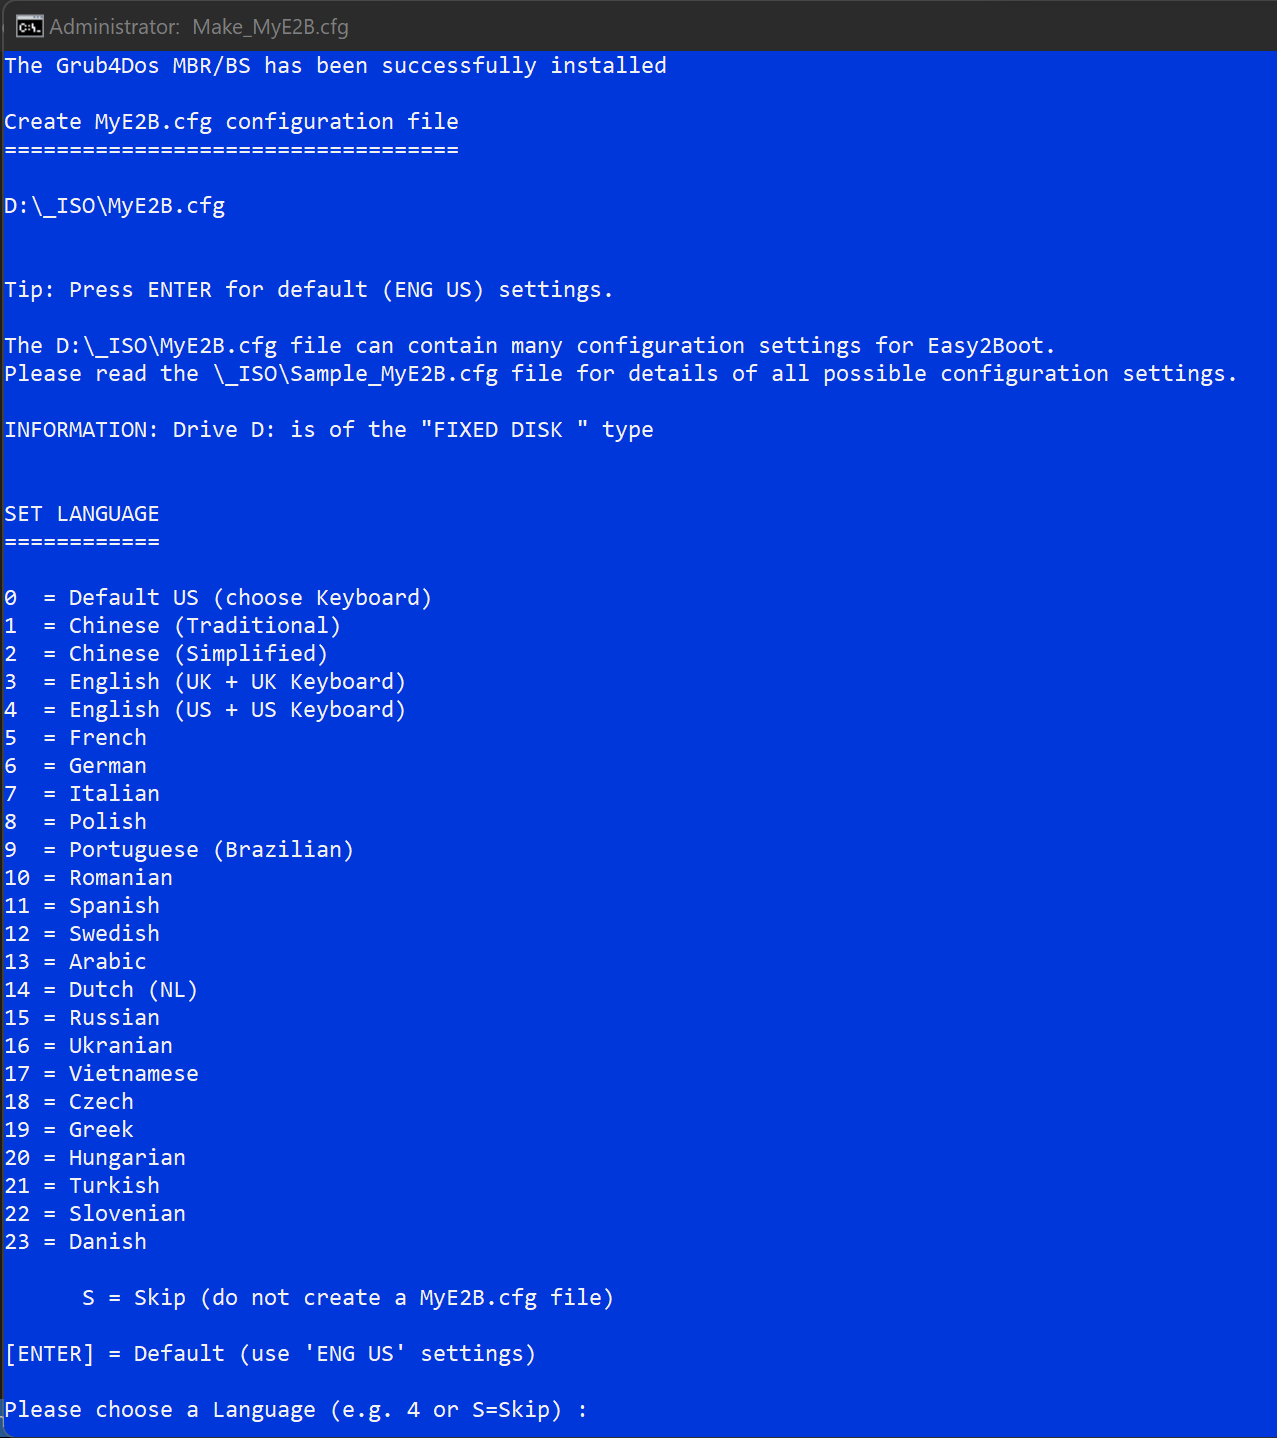 Administrator:  Make_MyE2B.cfg
The Grub4Dos MBR/BS has been successfully installed
Create MyE2B.cfg configuration file
===================================
D:\_ISO\MyE2B.cfg
Tip: Press ENTER for default (ENG US) settings.
The D:\_ISO\MyE2B.cfg file can contain many configuration settings for Easy2Boot.
Please read the \_ISO\Sample_MyE2B.cfg file for details of all possible configuration settings.
INFORMATION: Drive D: is of the "FIXED DISK " type
SET LANGUAGE
============
0  = Default US (choose Keyboard)
1  = Chinese (Traditional)
2  = Chinese (Simplified)
3  = English (UK + UK Keyboard)
4  = English (US + US Keyboard)
5  = French
6  = German
7  = Italian
8  = Polish
9  = Portuguese (Brazilian)
10 = Romanian
11 = Spanish
12 = Swedish
13 = Arabic
14 = Dutch (NL)
15 = Russian
16 = Ukranian
17 = Vietnamese
18 = Czech
19 = Greek
20 = Hungarian
21 = Turkish
22 = Slovenian
23 = Danish
S = Skip (do not create a MyE2B.cfg file)
[ENTER] = Default (use 'ENG US' settings)
Please choose a Language (e.g. 4 or S=Skip) :